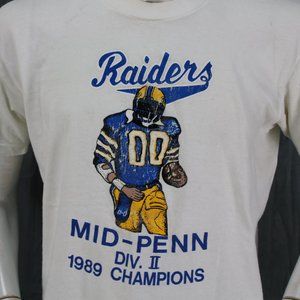 Raiders
00
MID-PENN
DIV. II
1989 CHAMPIONS